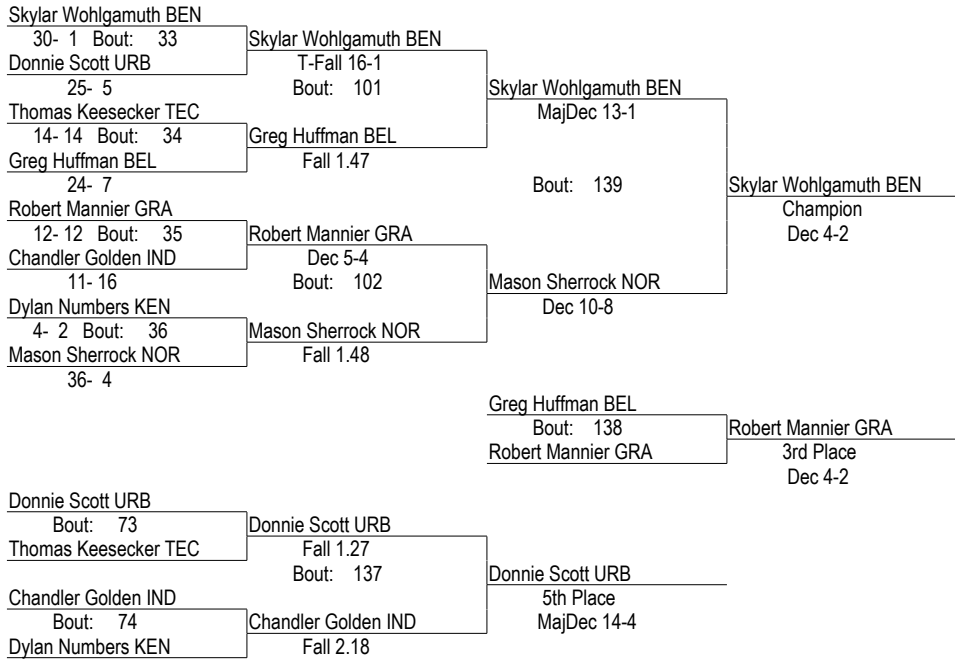 Skylar Wohlgamuth BEN
30- 1 Bout: 33
Donnie Scott URB
25- 5
Thomas Keesecker TEC
14- 14 Bout: 34
Greg Huffman BEL
24- 7
Robert Mannier GRA
12- 12 Bout: 35
Chandler Golden IND
11- 16
Dylan Numbers KEN
4- 2 Bout: 36
Mason Sherrock NOR
36- 4
Skylar Wohlgamuth BEN
T-Fall 16-1
Bout: 101
Greg Huffman BEL
Fall 1.47
Robert Mannier GRA
Dec 5-4
Bout: 102
Mason Sherrock NOR
Fall 1.48
Skylar Wohlgamuth BEN
MajDec 13-1
Bout: 139
Mason Sherrock NOR
Dec 10-8
Skylar Wohlgamuth BEN
Champion
Dec 4-2
Greg Huffman BEL
Bout: 138
Robert Mannier GRA
Robert Mannier GRA
3rd Place
Dec 4-2
Donnie Scott URB
Bout: 73
Thomas Keesecker TEC
Chandler Golden IND
Bout: 74
Dylan Numbers KEN
Donnie Scott URB
Fall 1.27
Bout: 137
Chandler Golden IND
Fall 2.18
Donnie Scott URB
5th Place
MajDec 14-4